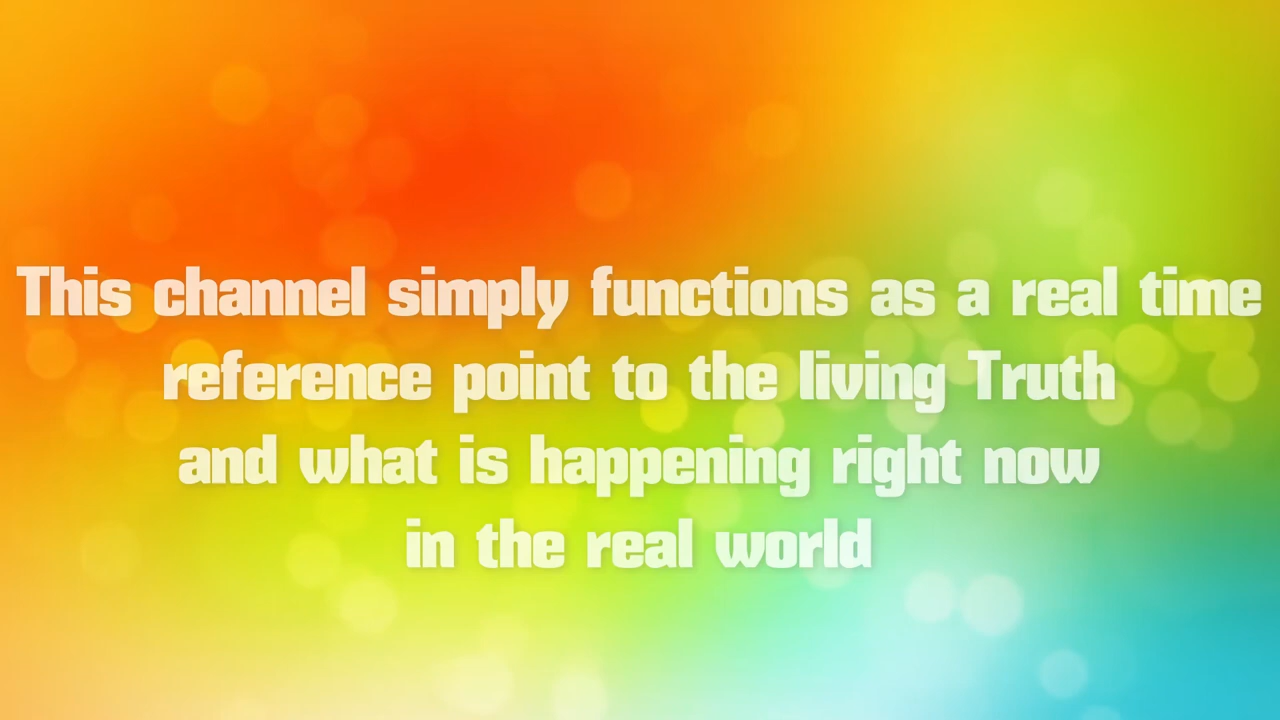 This channel simply functions as a real time
reference point to the living Truth
and what is happening right now
in the real world